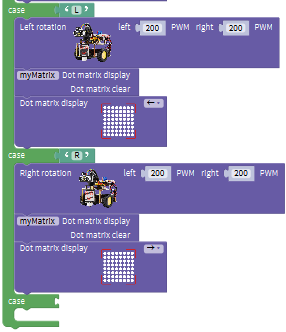 case ‘ L ’
Left rotation left 200 PWM right 200 PWM
myMatrix Dot matrix display
Dot matrix clear
Dot matrix display ←
case ‘ R ’
Right rotation left 200 PWM right 200 PWM
myMatrix Dot matrix display
Dot matrix clear
Dot matrix display →
case